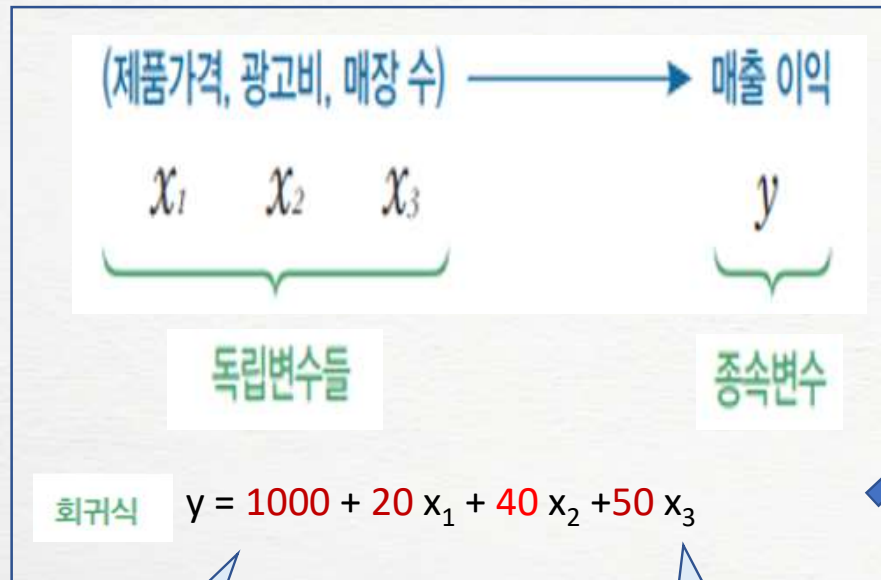 (제품가격, 광고비, 매장 수) → 매출 이익
x₁ x₂ x₃ y
독립변수들 종속변수
회귀식 y = 1000 + 20 x₁ + 40 x₂ +50 x₃